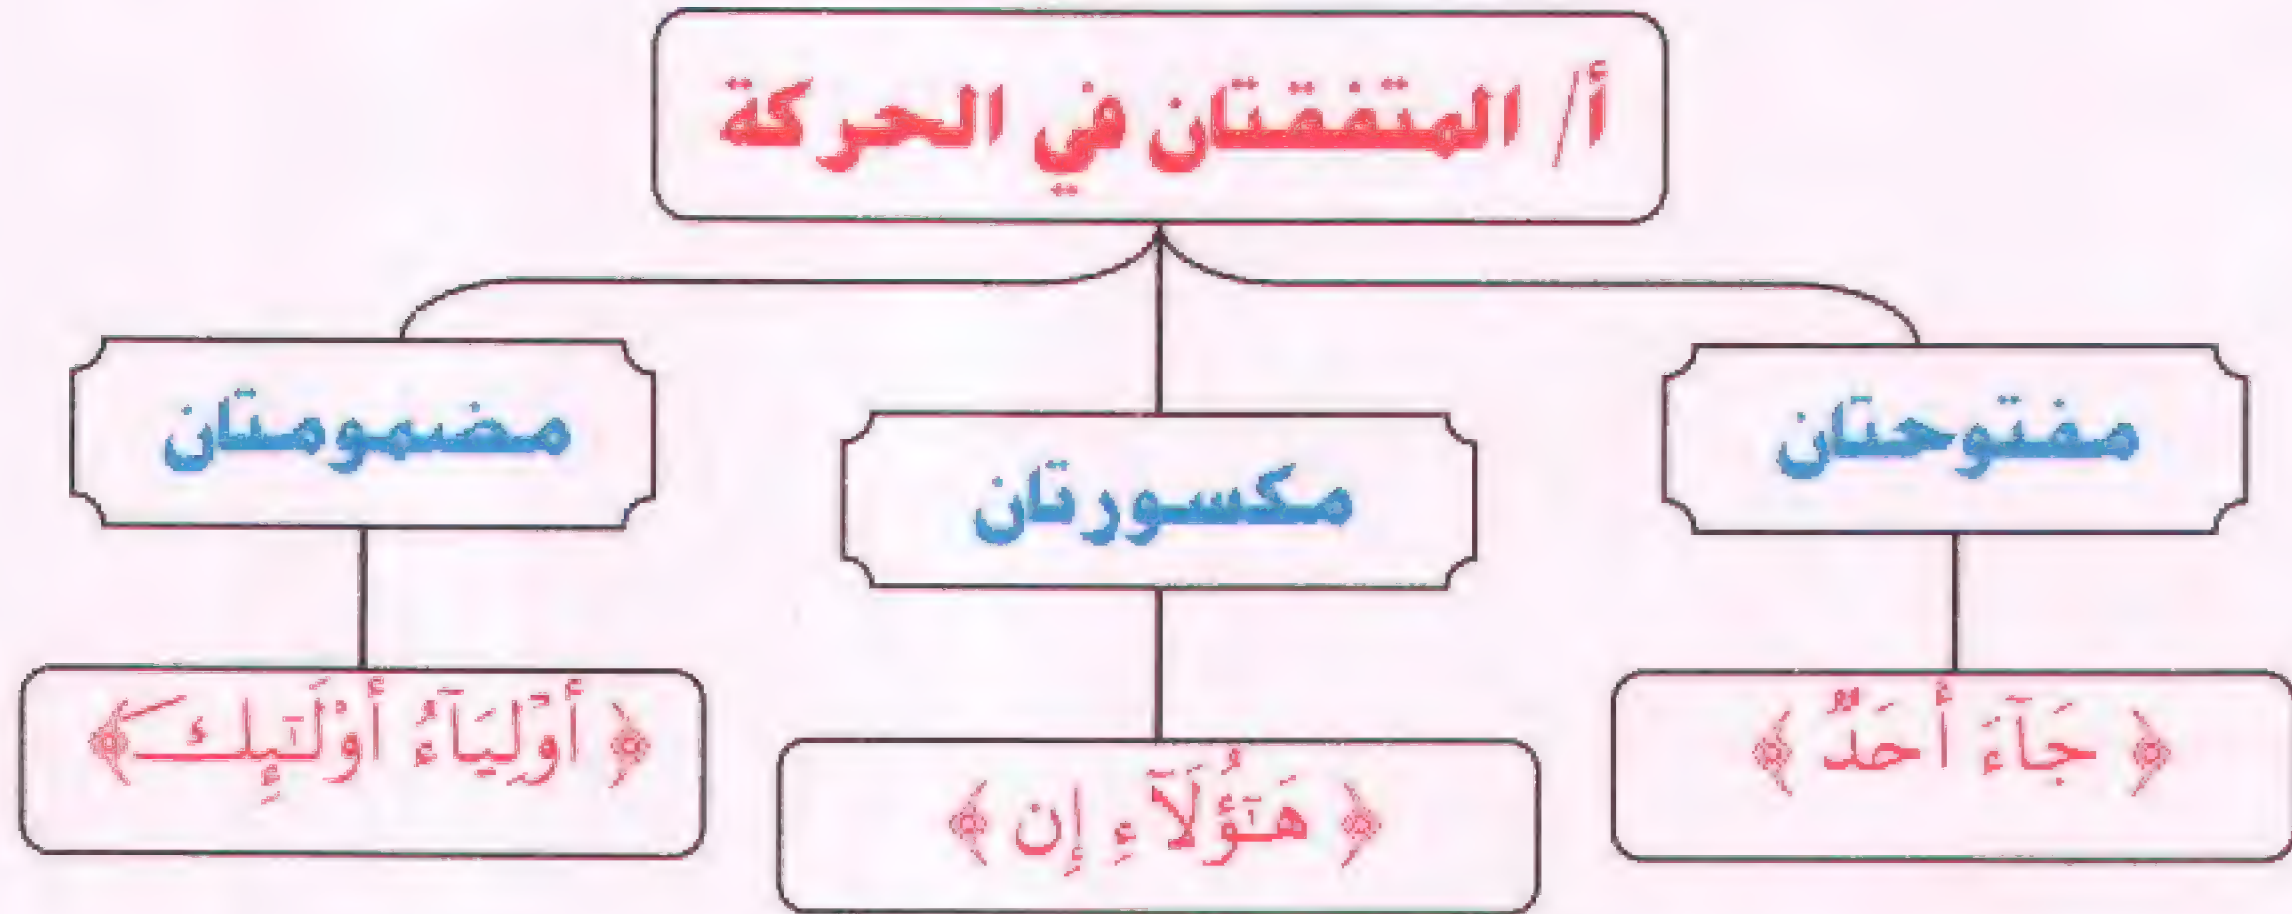 أ/ المتفقتان في الحركة
مفتوحتان
مكسورتان
مضمومتان
﴿ جَآءَ أَحَدٌ ﴾
﴿ هَـٰٓؤُلَآءِ إِن ﴾
﴿ أَوْلِيَآءُ أُوْلَـٰٓئِكَ ﴾